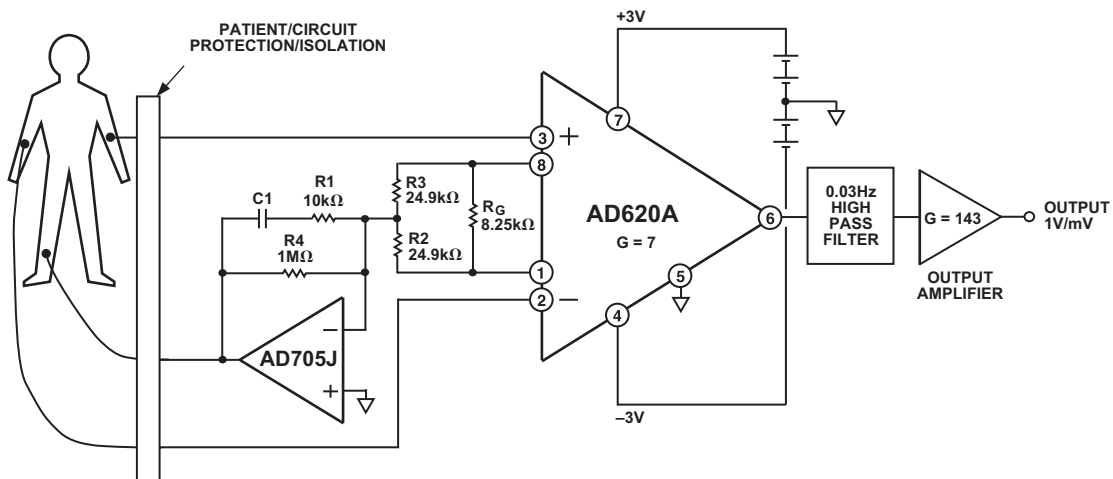 PATIENT/CIRCUIT
PROTECTION/ISOLATION
+3V
7
3
+
8
C1
R1
10kΩ
R3
24.9kΩ
R4
1MΩ
R2
24.9kΩ
RG
8.25kΩ
AD620A
G = 7
6
0.03Hz
HIGH
PASS
FILTER
G = 143
OUTPUT
1V/mV
OUTPUT
AMPLIFIER
1
5
2
–
4
–
AD705J
+
–3V